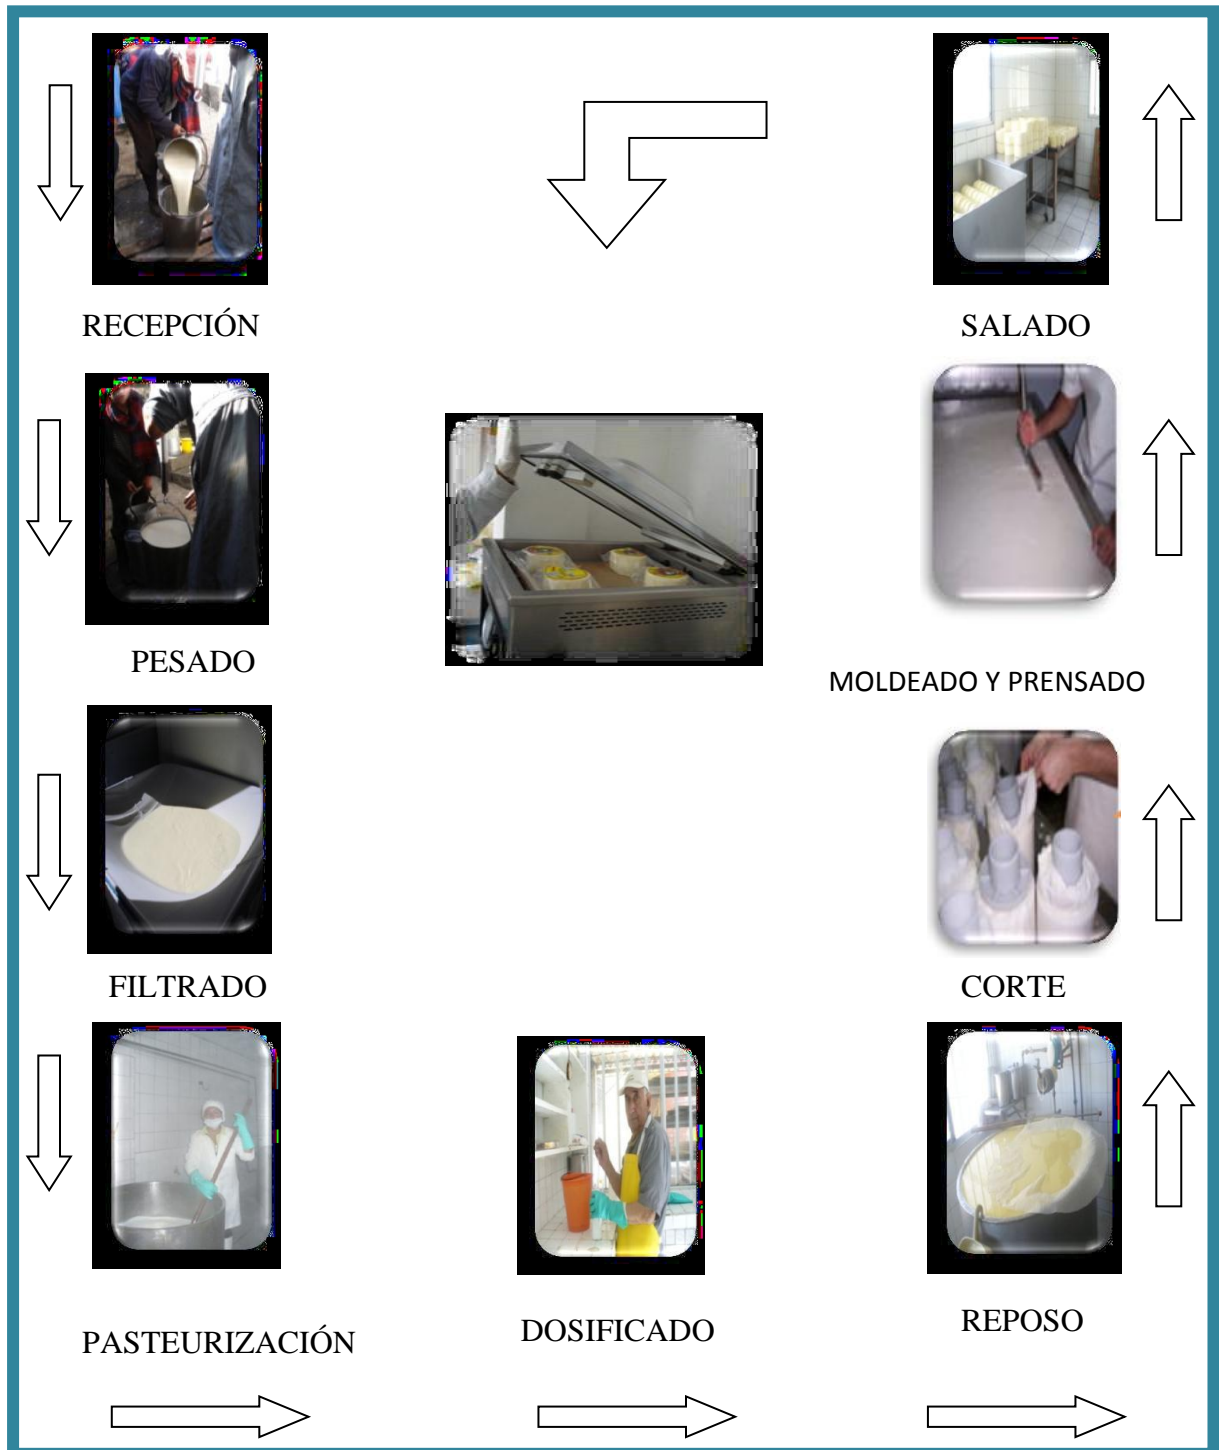 RECEPCIÓN
SALADO
PESADO
MOLDEADO Y PRENSADO
FILTRADO
CORTE
PASTEURIZACIÓN
DOSIFICADO
REPOSO